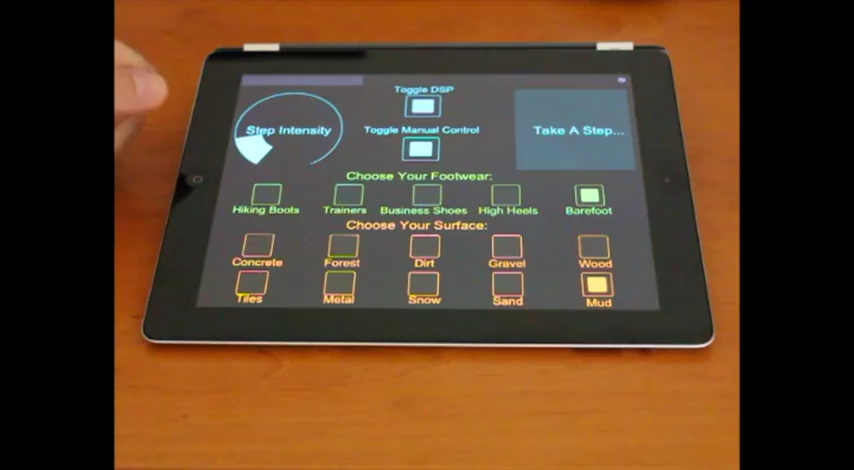 Toggle DSP
Step Intensity
Toggle Manual Control
Take A Step...
Choose Your Footwear:
Hiking Boots Trainers Business Shoes High Heels Barefoot
Choose Your Surface:
Concrete Forest Dirt Gravel Wood
Tiles Metal Snow Sand Mud